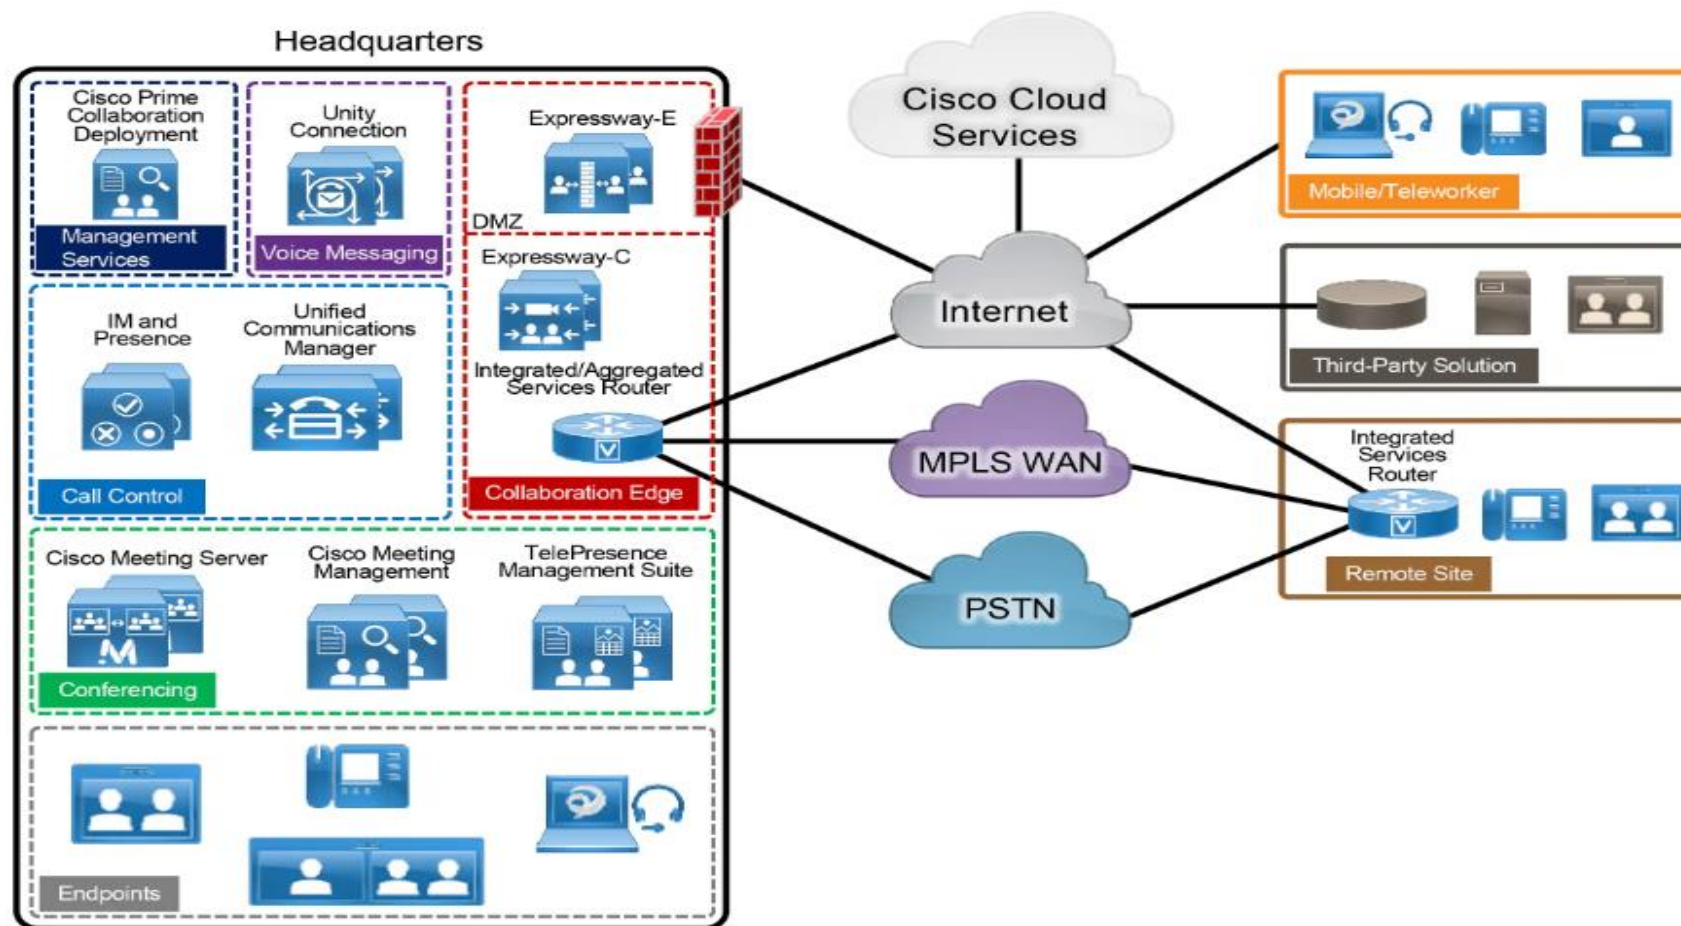 Headquarters
Cisco Prime
Collaboration
Deployment
Management
Services
Unity
Connection
Voice Messaging
Expressway-E
DMZ
Expressway-C
Integrated/Aggregated
Services Router
V
Collaboration Edge
IM and
Presence
Unified
Communications
Manager
Call Control
Cisco Meeting Server
Cisco Meeting
Management
TelePresence
Management Suite
Conferencing
Endpoints
Cisco Cloud
Services
Internet
MPLS WAN
PSTN
Mobile/Teleworker
Third-Party Solution
Integrated
Services
Router
V
Remote Site